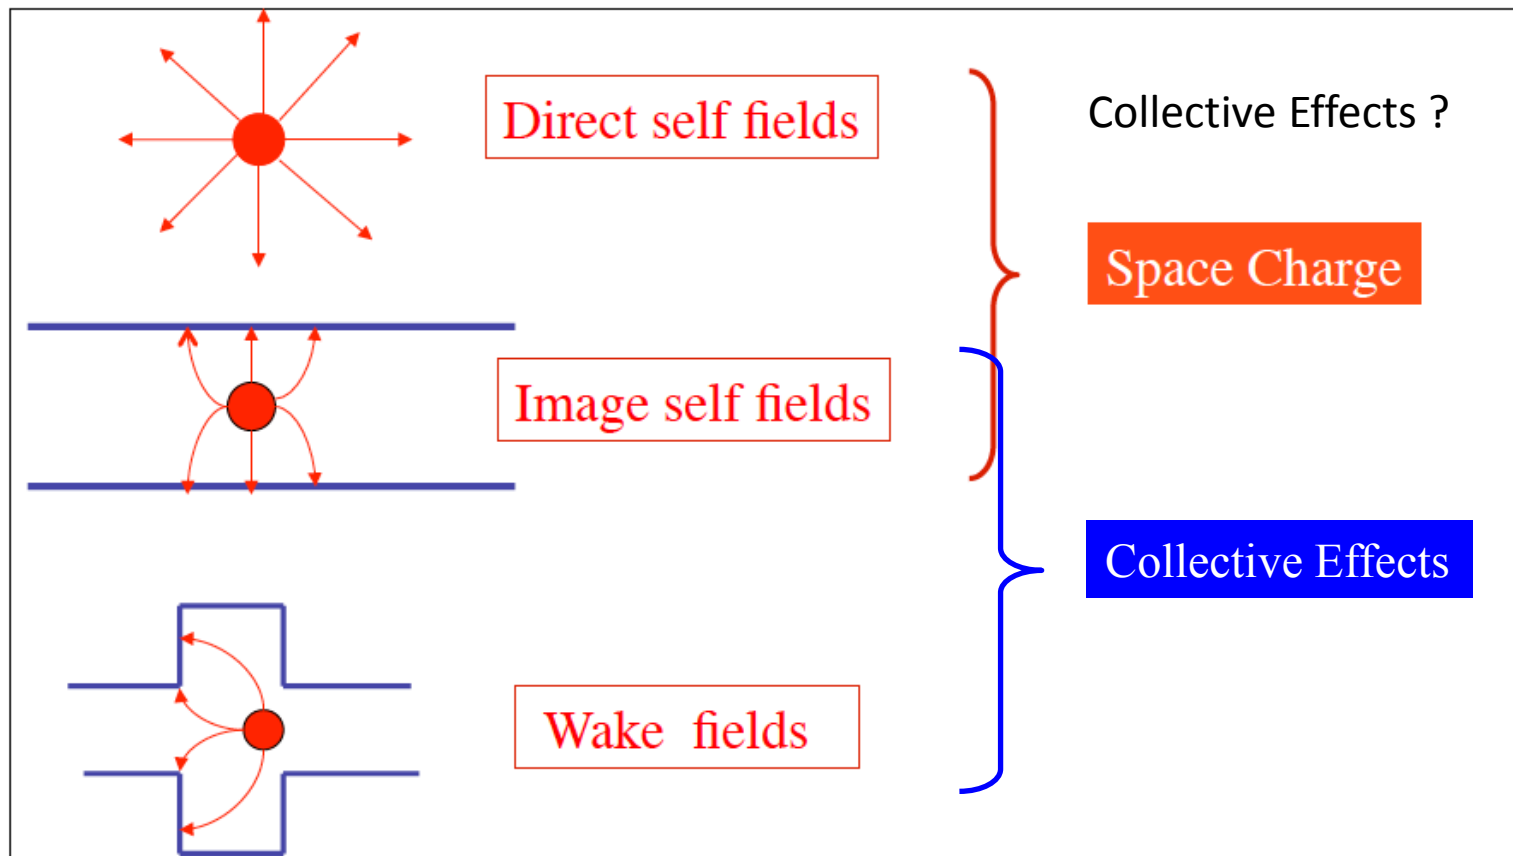 Direct self fields
Collective Effects ?
Space Charge
Image self fields
Collective Effects
Wake fields